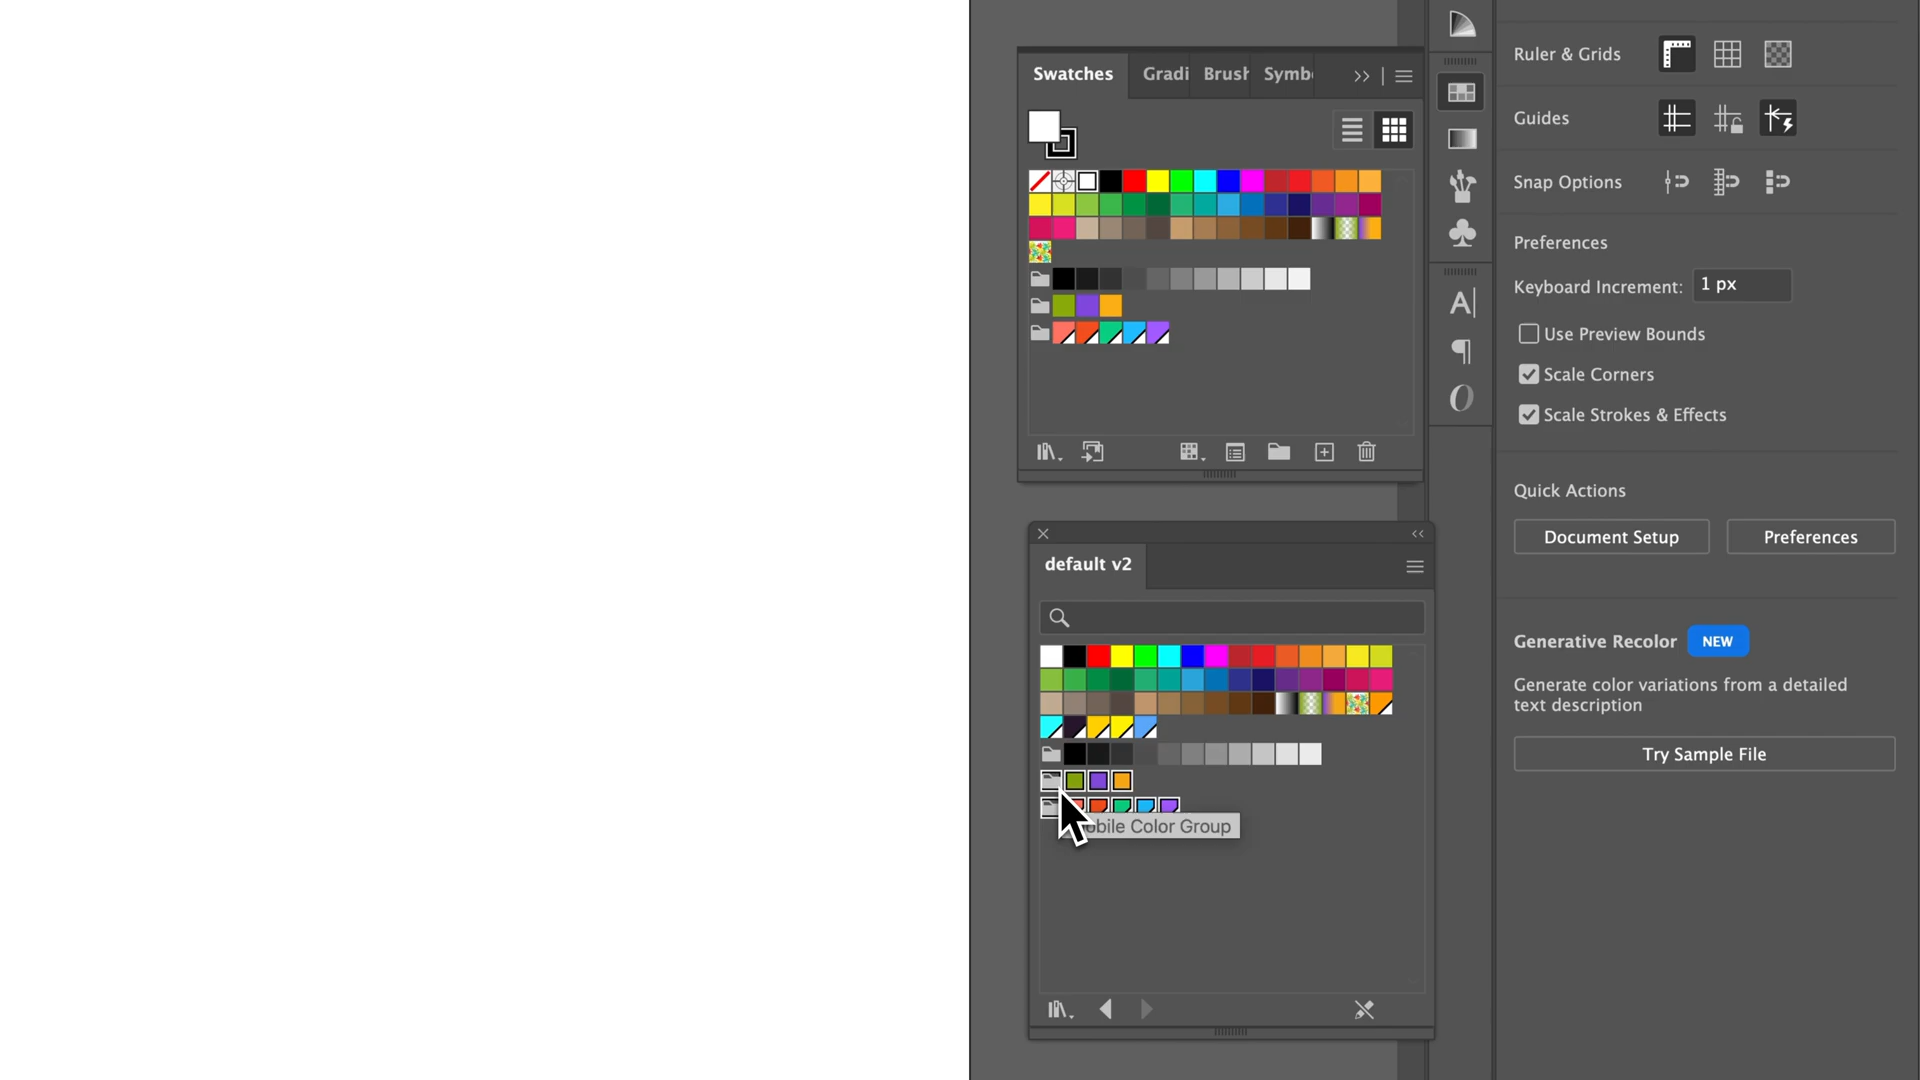 Swatches
Gradi
Brush
Symb
default v2
bile Color Group
Ruler & Grids
Guides
Snap Options
Preferences
Keyboard Increment: 1 px
Use Preview Bounds
Scale Corners
Scale Strokes & Effects
Quick Actions
Document Setup
Preferences
Generative Recolor NEW
Generate color variations from a detailed
text description
Try Sample File